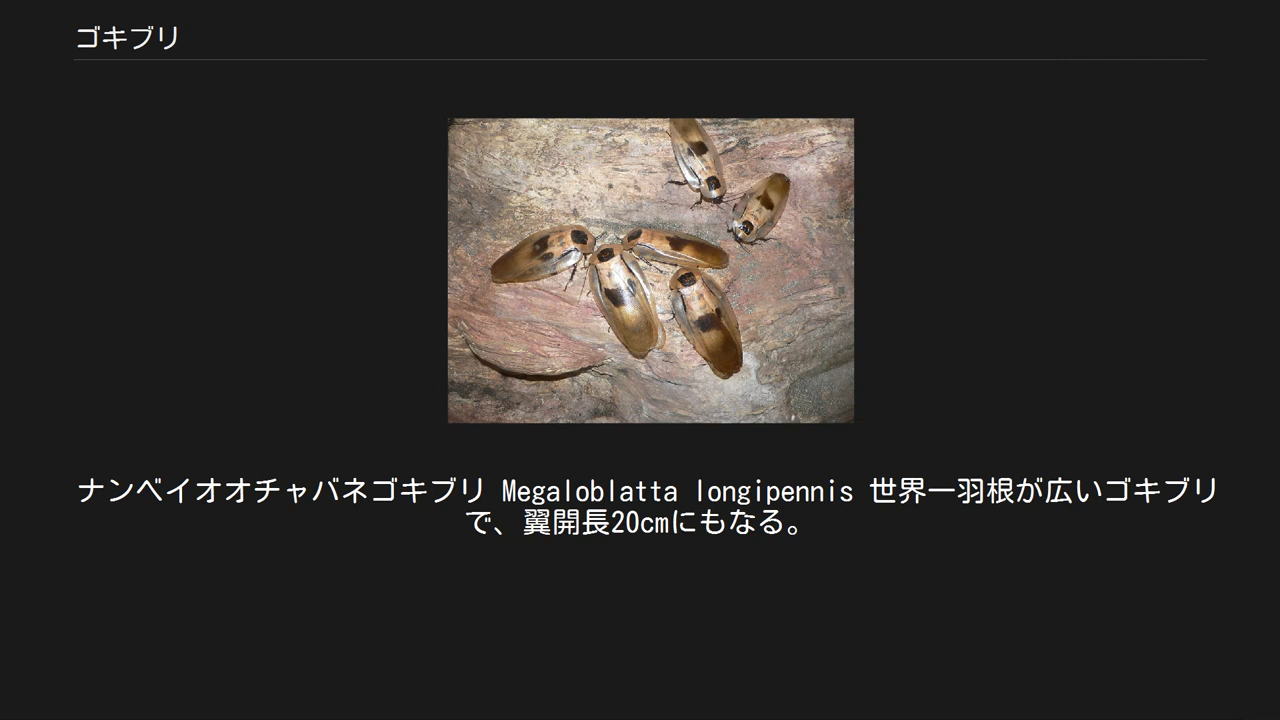 ゴキブリ
ナンベイオオチャバネゴキブリ Megaloblatta longipennis 世界一羽根が広いゴキブリ
で、翼開長20cmにもなる。